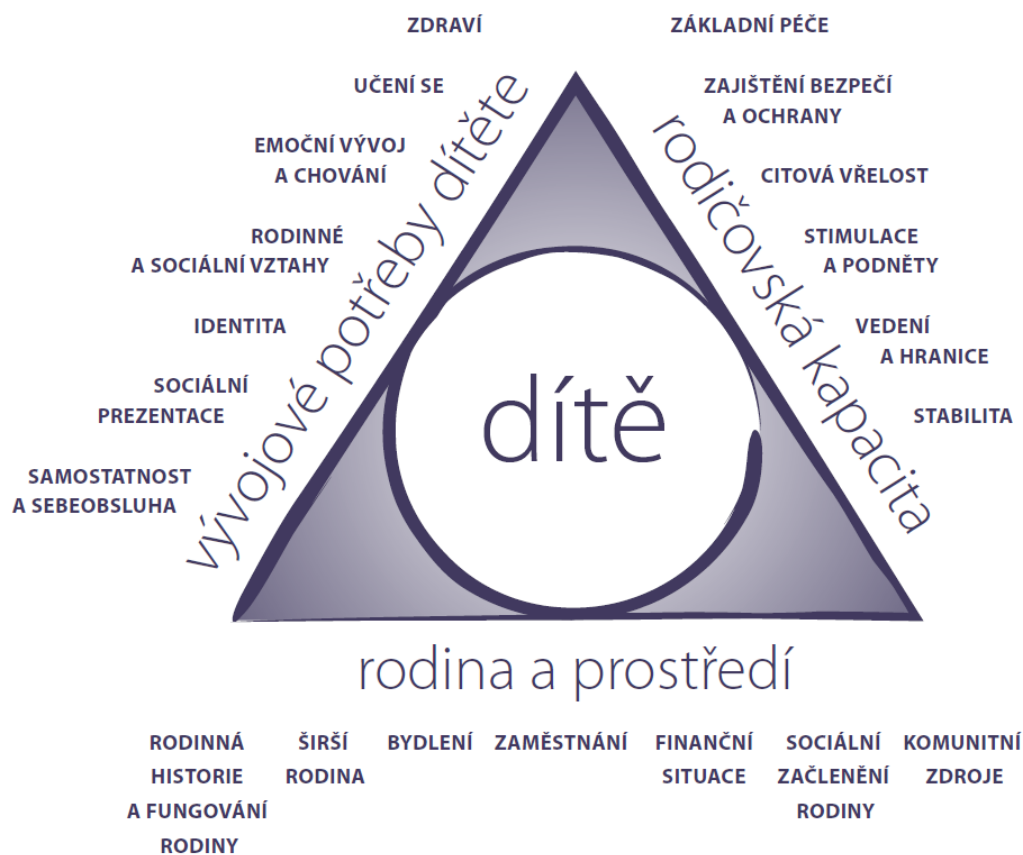 ZDRAVÍ
UČENÍ SE
EMOČNÍ VÝVOJ
A CHOVÁNÍ
RODINNÉ
A SOCIÁLNÍ VZTAHY
IDENTITA
SOCIÁLNÍ
PREZENTACE
SAMOSTATNOST
A SEBEOBSLUHA
vývojové potřeby dítěte
ZÁKLADNÍ PÉČE
ZAJIŠTĚNÍ BEZPEČÍ
A OCHRANY
CITOVÁ VŘELOST
STIMULACE
A PODNĚTY
VEDENÍ
A HRANICE
STABILITA
rodičovská kapacita
dítě
rodina a prostředí
RODINNÁ
HISTORIE
A FUNGOVÁNÍ
RODINY
ŠIRŠÍ
RODINA
BYDLENÍ
ZAMĚSTNÁNÍ
FINANČNÍ
SITUACE
SOCIÁLNÍ
ZAČLENĚNÍ
RODINY
KOMUNITNÍ
ZDROJE